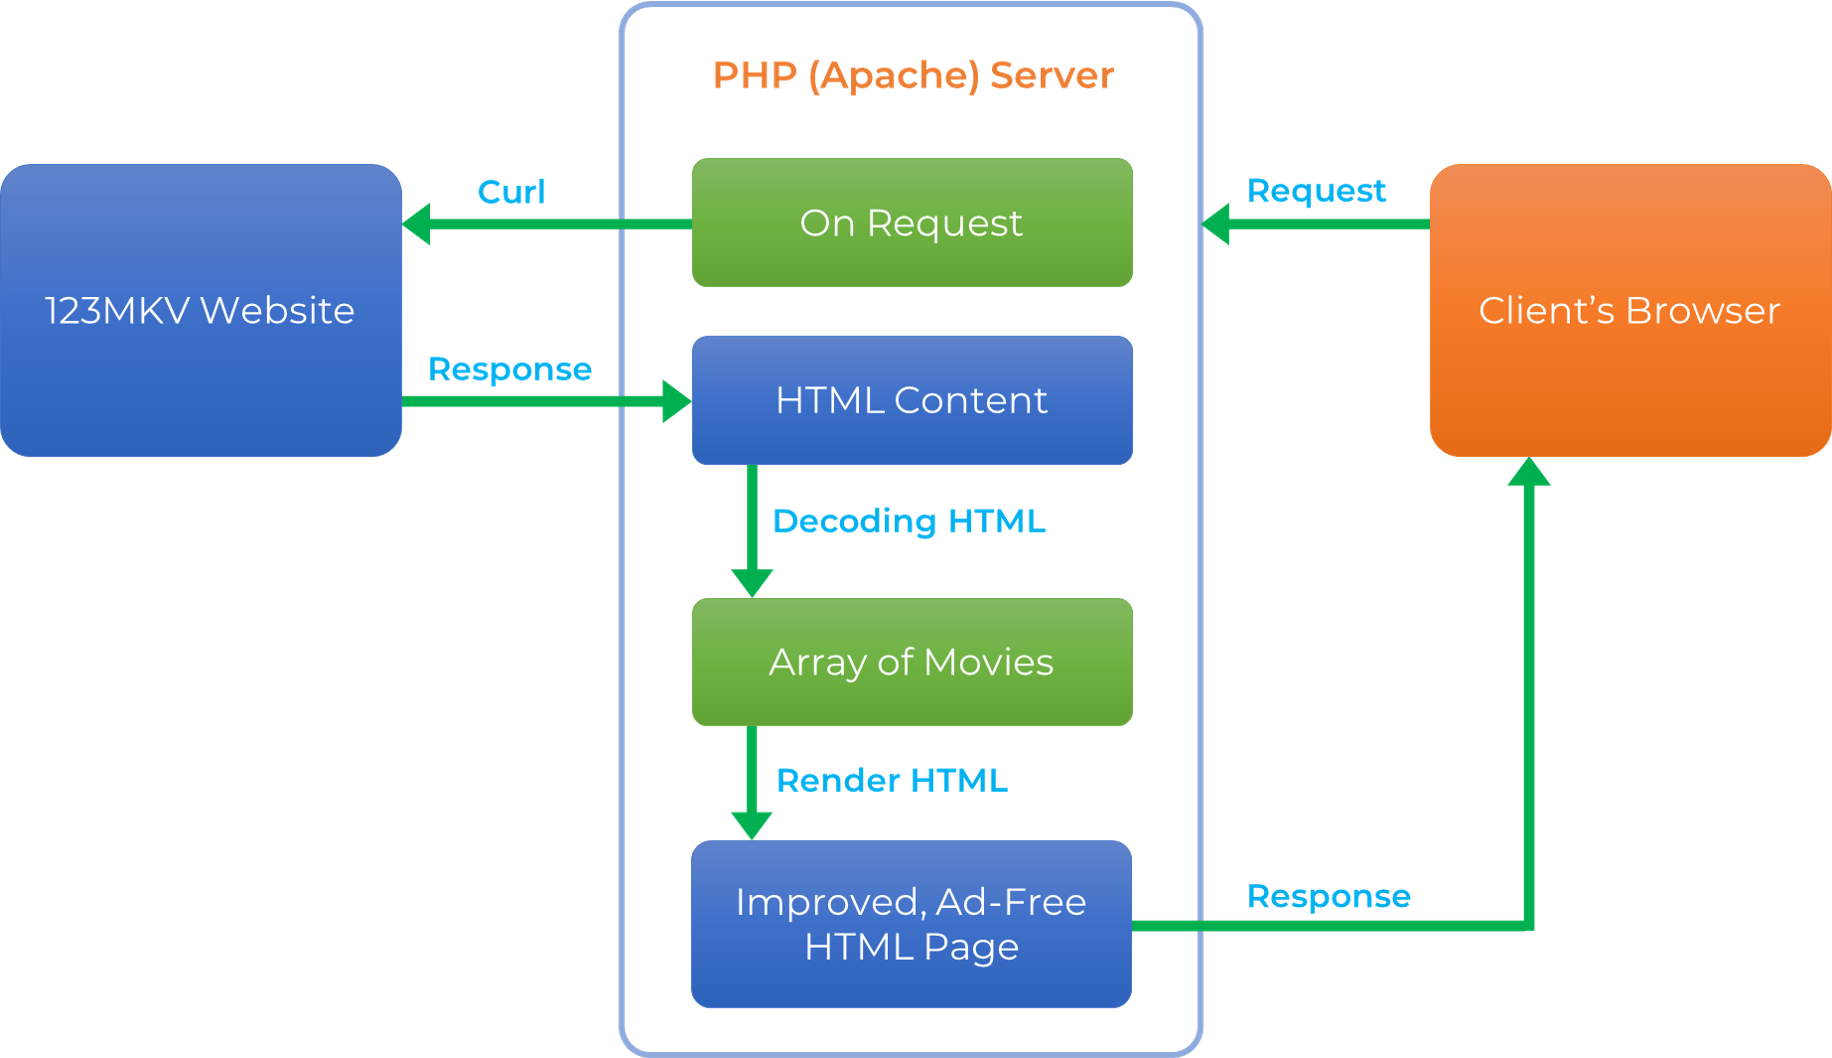 PHP (Apache) Server
Curl
On Request
Request
123MKV Website
Client's Browser
Response
HTML Content
Decoding HTML
Array of Movies
Render HTML
Improved, Ad-Free
HTML Page
Response